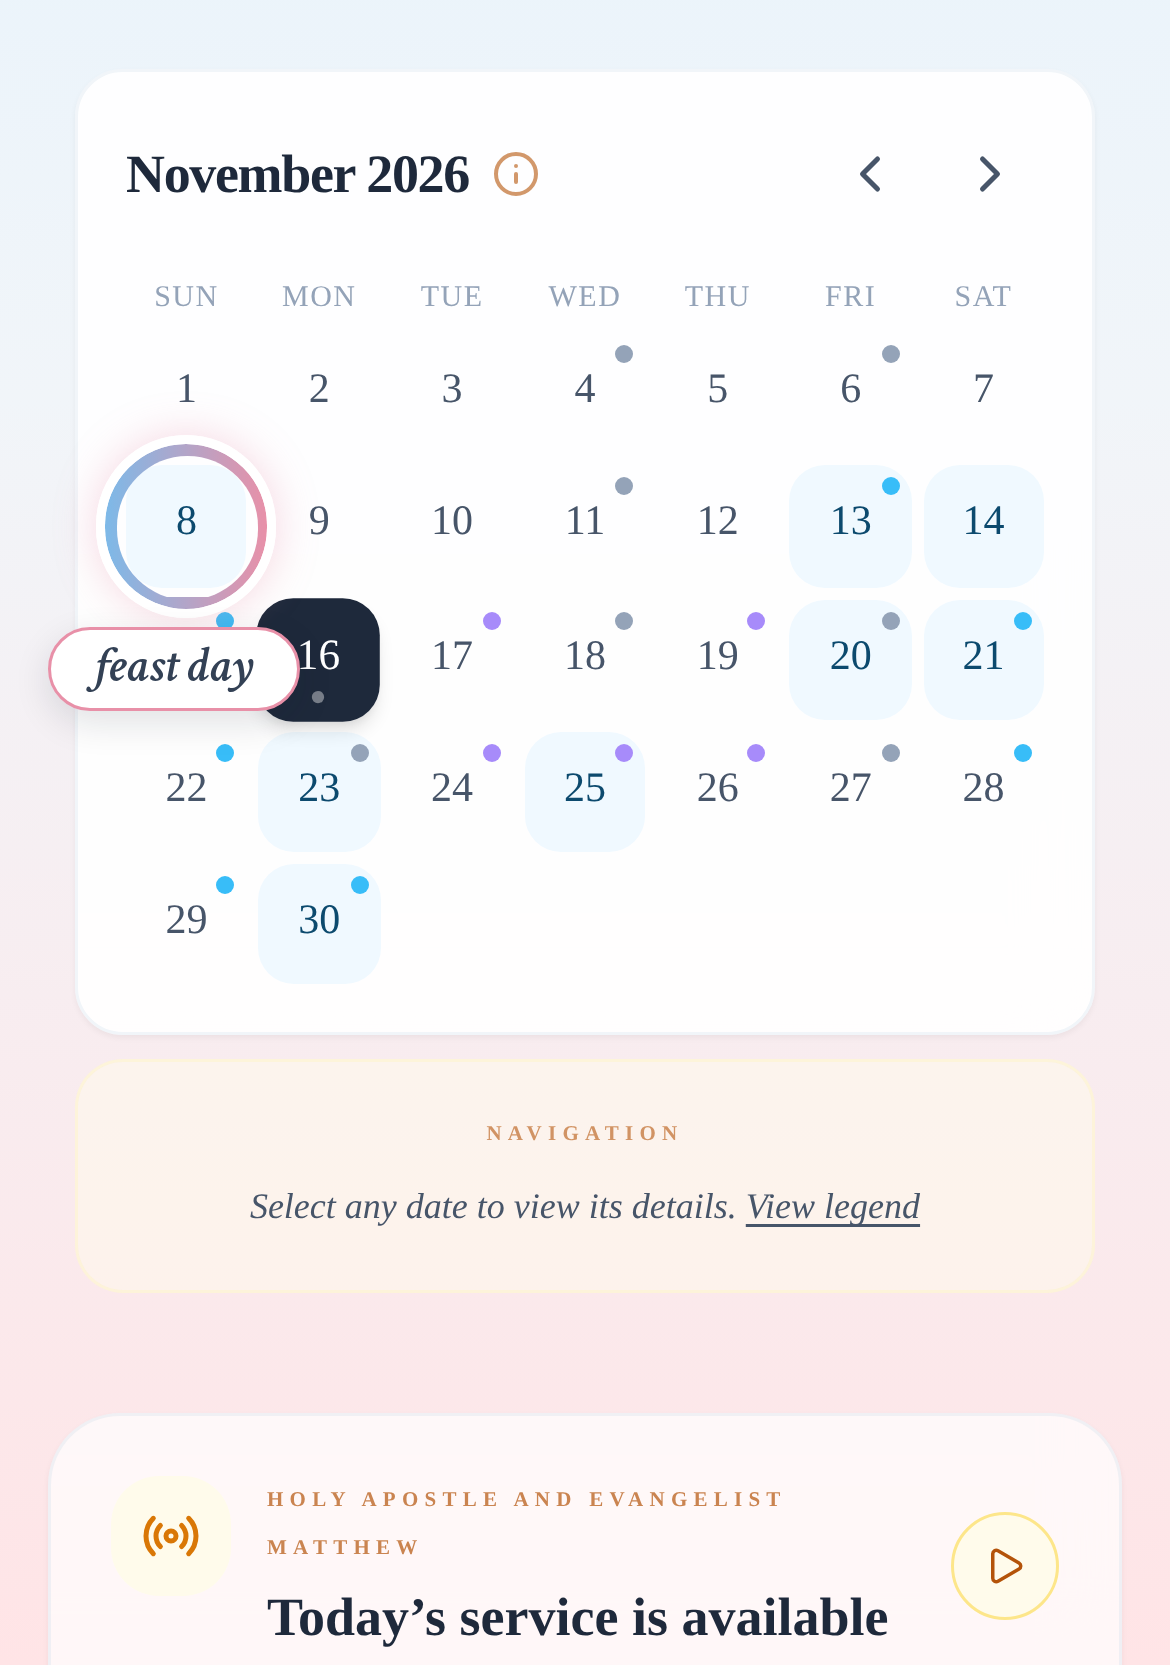 November 2026
SUN MON TUE WED THU FRI SAT
1 2 3 4 5 6 7
8 9 10 11 12 13 14
feast day 16 17 18 19 20 21
22 23 24 25 26 27 28
29 30
NAVIGATION
Select any date to view its details. View legend
HOLY APOSTLE AND EVANGELIST
MATTHEW
Today’s service is available